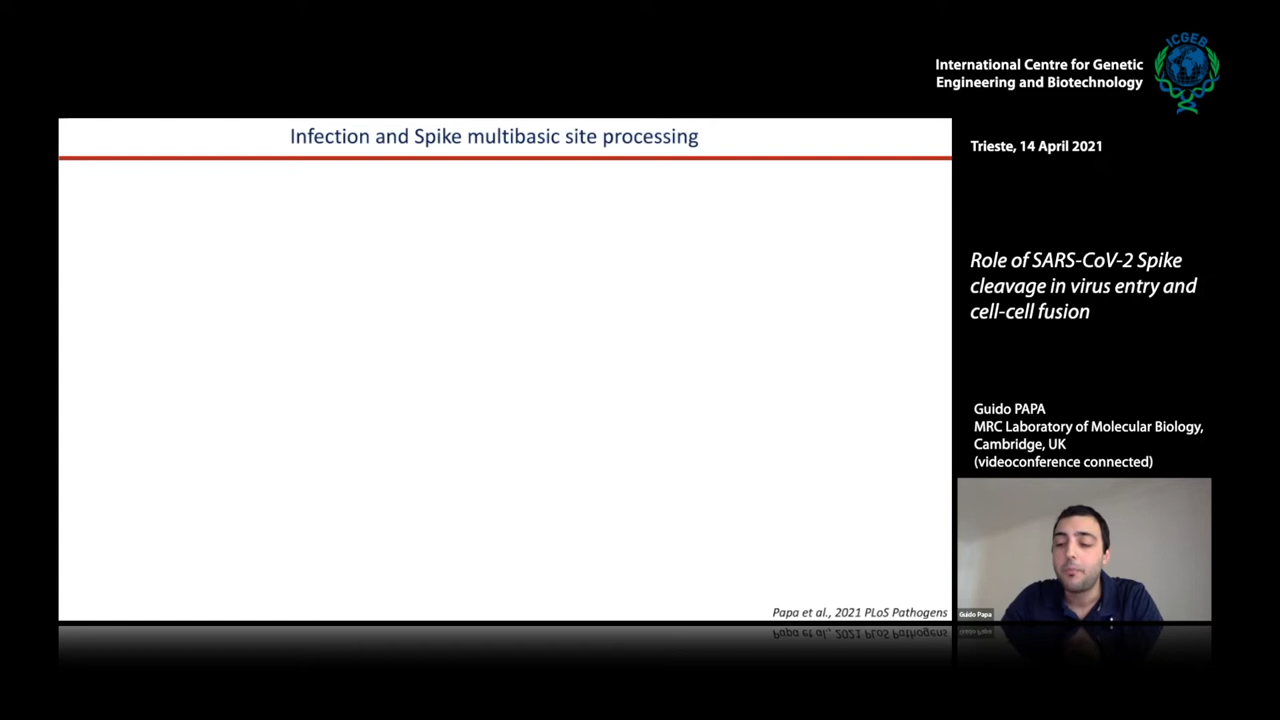 International Centre for Genetic
Engineering and Biotechnology
ICGEB
Infection and Spike multibasic site processing
Trieste, 14 April 2021
Role of SARS-CoV-2 Spike
cleavage in virus entry and
cell-cell fusion
Guido PAPA
MRC Laboratory of Molecular Biology,
Cambridge, UK
(videoconference connected)
Papa et al., 2021 PLoS Pathogens
Guido Papa